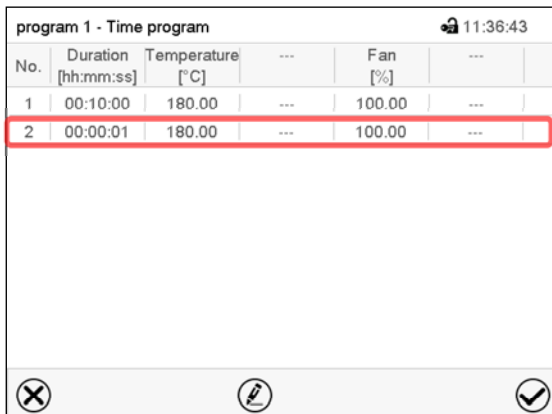 program 1 - Time program 11:36:43
No. Duration [hh:mm:ss] Temperature [°C] --- Fan [%] ---
1 00:10:00 180.00 --- 100.00 ---
2 00:00:01 180.00 --- 100.00 ---